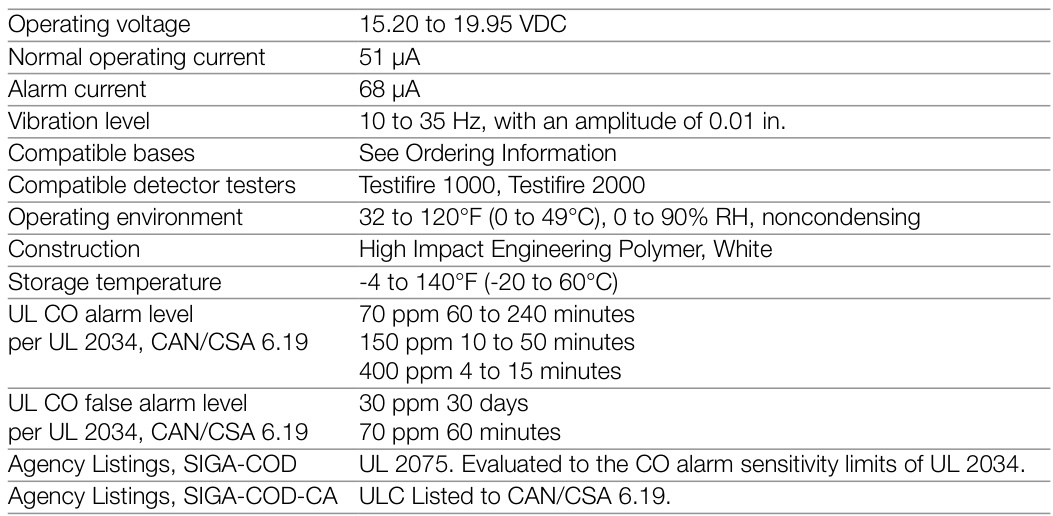 Operating voltage 15.20 to 19.95 VDC
Normal operating current 51 µA
Alarm current 68 µA
Vibration level 10 to 35 Hz, with an amplitude of 0.01 in.
Compatible bases See Ordering Information
Compatible detector testers Testifire 1000, Testifire 2000
Operating environment 32 to 120°F (0 to 49°C), 0 to 90% RH, noncondensing
Construction High Impact Engineering Polymer, White
Storage temperature -4 to 140°F (-20 to 60°C)
UL CO alarm level 70 ppm 60 to 240 minutes
per UL 2034, CAN/CSA 6.19 150 ppm 10 to 50 minutes
400 ppm 4 to 15 minutes
UL CO false alarm level 30 ppm 30 days
per UL 2034, CAN/CSA 6.19 70 ppm 60 minutes
Agency Listings, SIGA-COD UL 2075. Evaluated to the CO alarm sensitivity limits of UL 2034.
Agency Listings, SIGA-COD-CA ULC Listed to CAN/CSA 6.19.